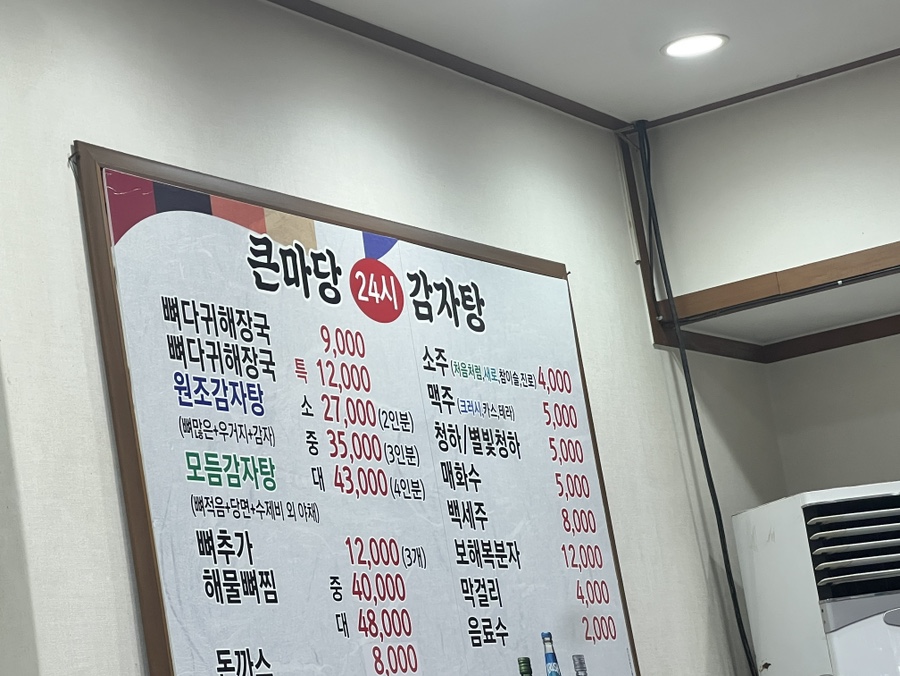 큰마당 24시 감자탕
뼈다귀해장국 9,000
뼈다귀해장국 특 12,000
원조감자탕 소 27,000 (2인분)
(뼈많은+우거지+감자) 중 35,000 (3인분)
모듬감자탕 대 43,000 (4인분)
(뼈적음+당면+수제비 외 야채)
뼈추가 12,000 (3개)
해물뼈찜 중 40,000
대 48,000
돈까스 8,000
소주 (처음처럼,새로,참이슬,진로) 4,000
맥주 (크러시,카스,테라) 5,000
청하/별빛청하 5,000
매화수 5,000
백세주 8,000
보해복분자 12,000
막걸리 4,000
음료수 2,000